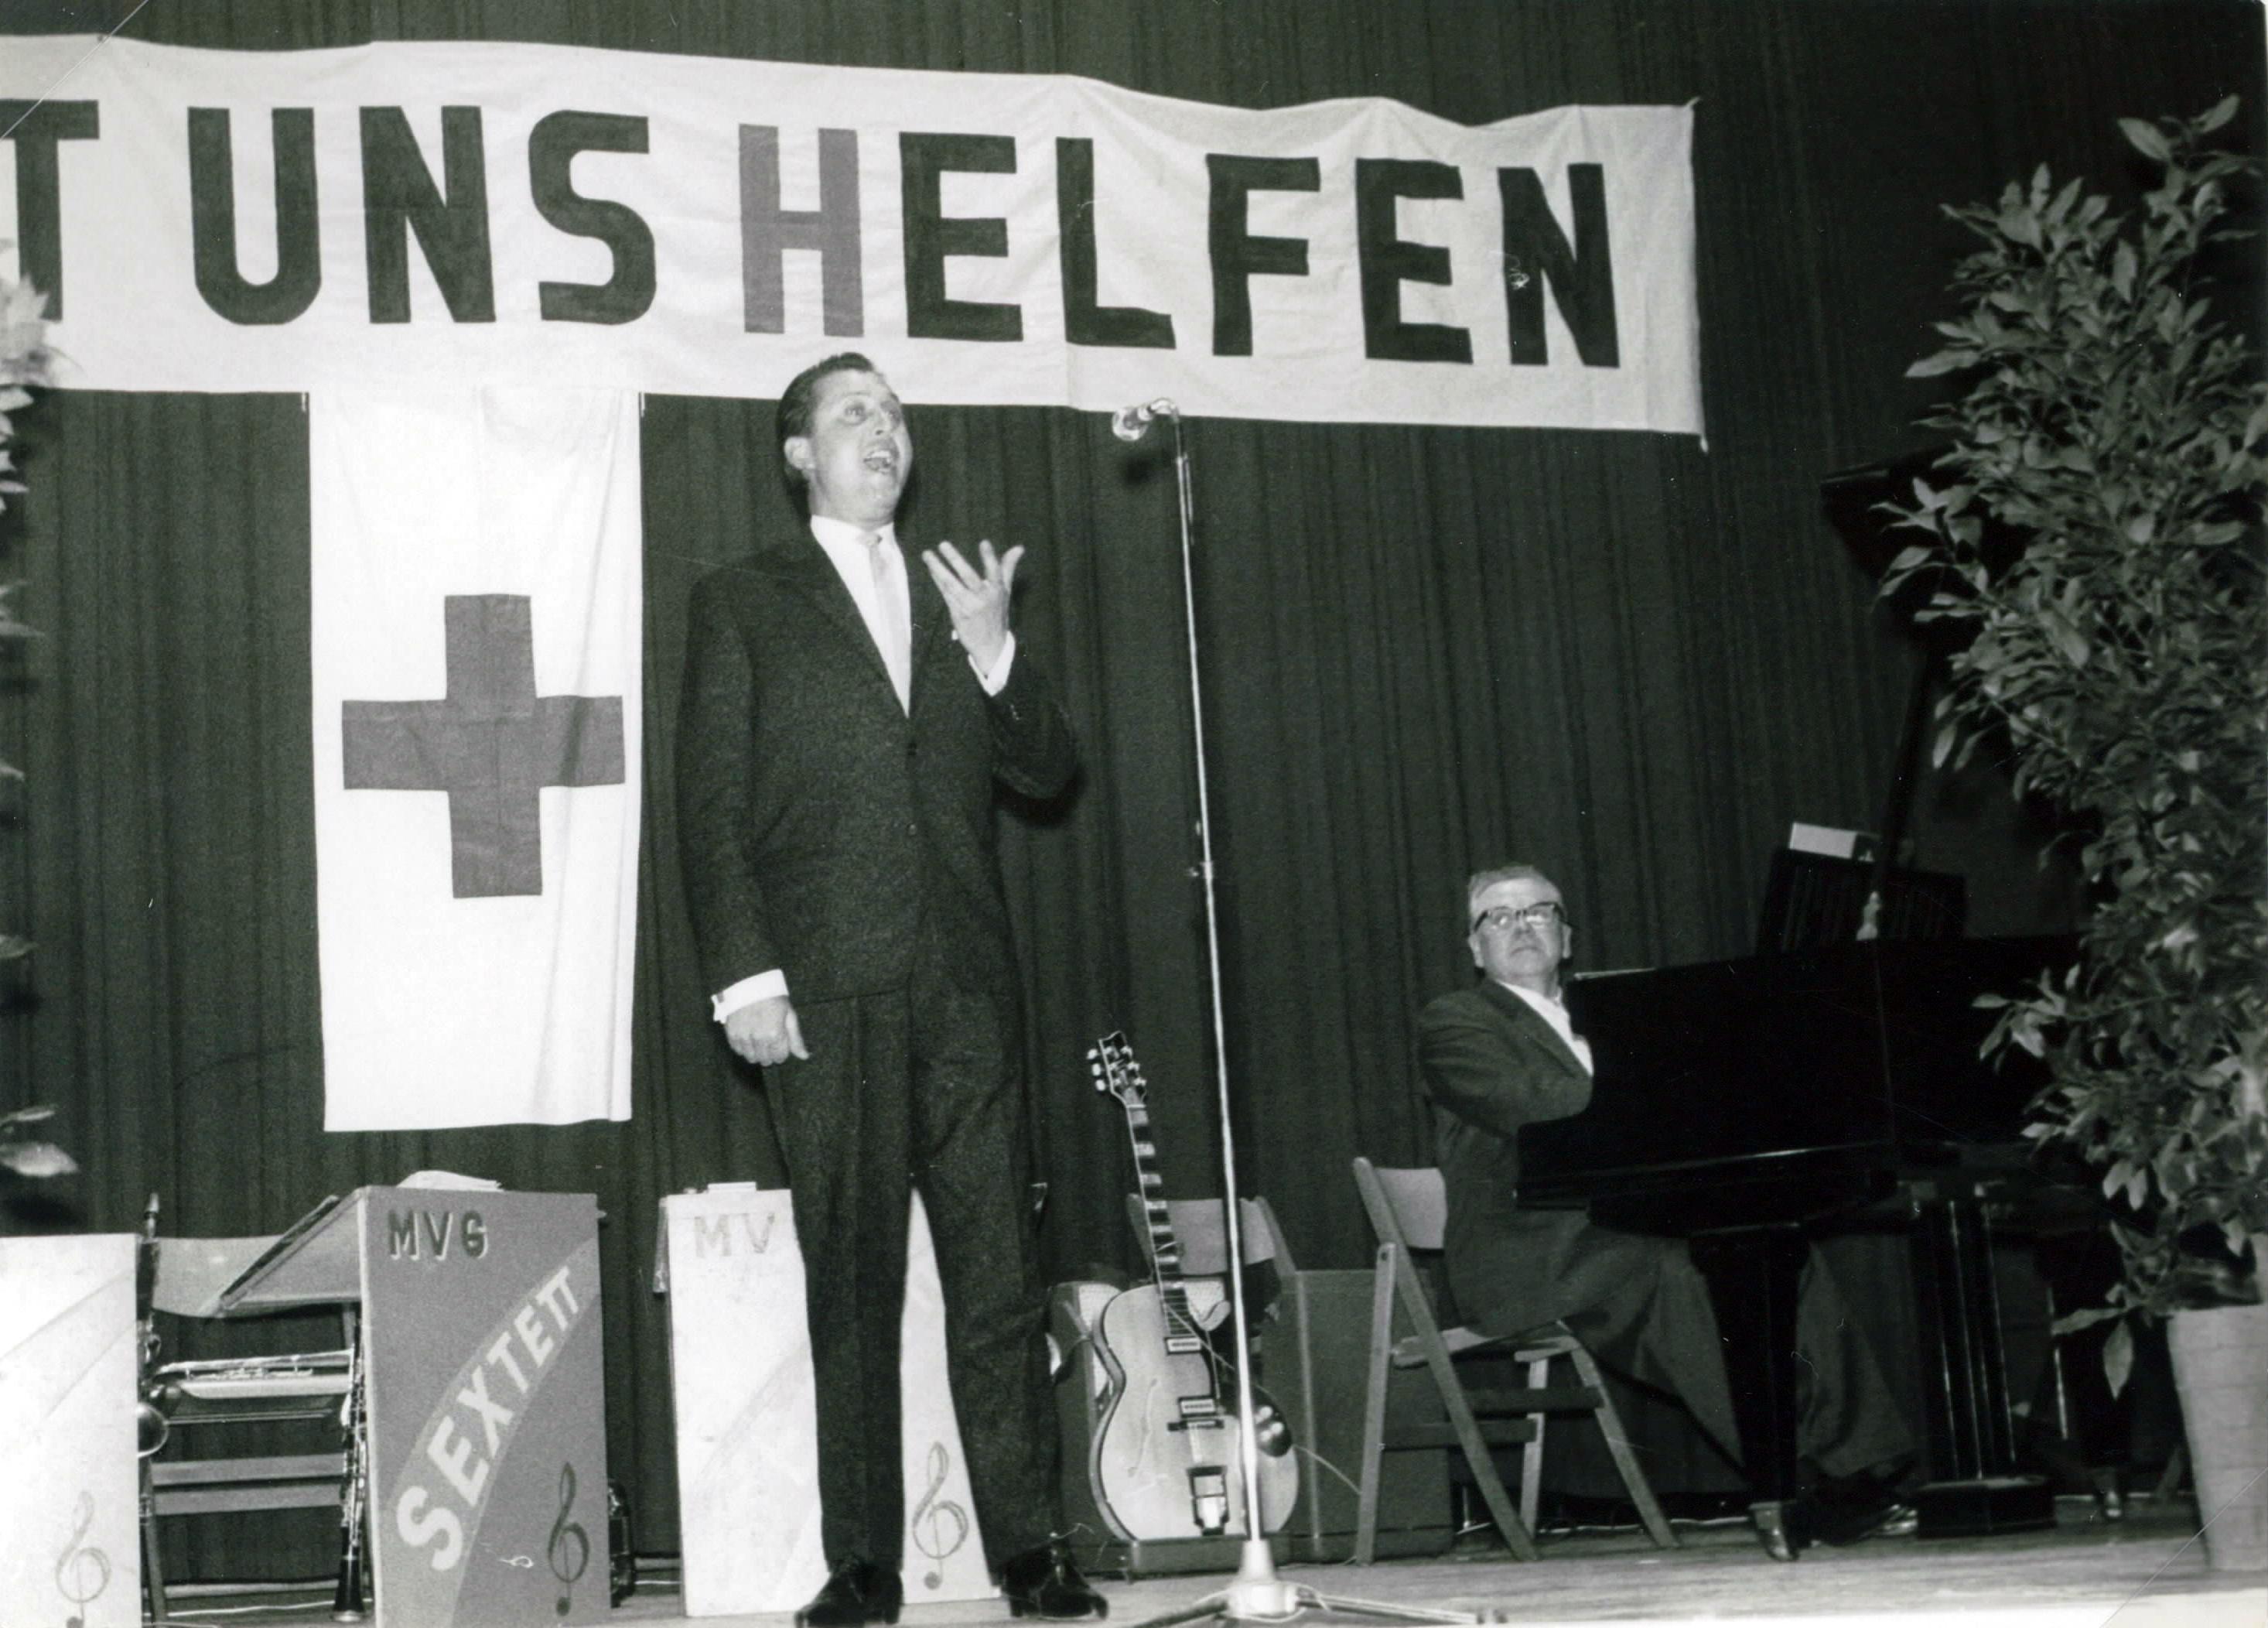 T UNS HELFEN
MVG
SEXTETT
MV